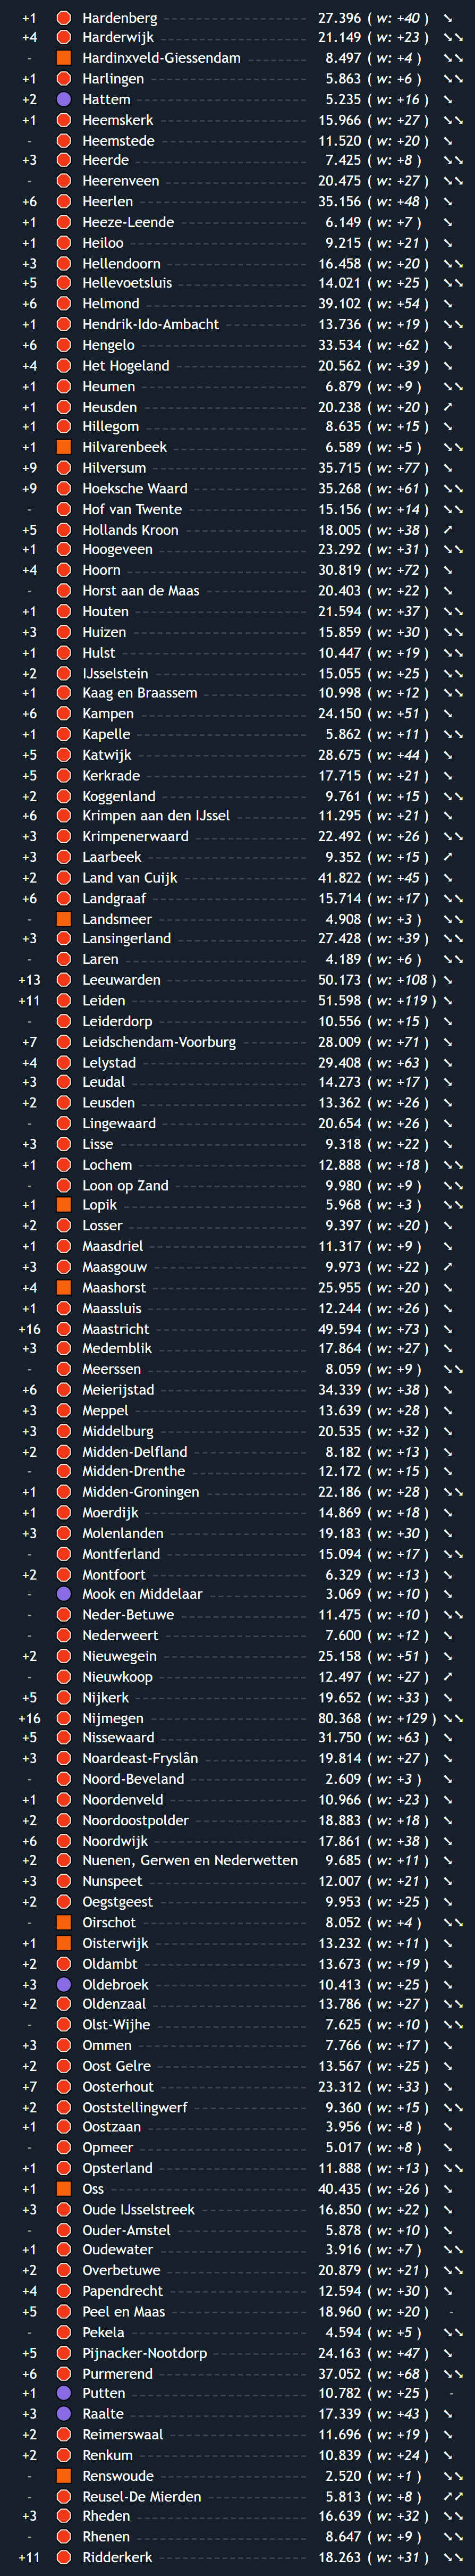 +1 Hardenberg 27.396 ( w: +40 ) ↘
+4 Harderwijk 21.149 ( w: +23 ) ↘↘
- Hardinxveld-Giessendam 8.497 ( w: +4 ) ↘↘
+1 Harlingen 5.863 ( w: +6 ) ↘↘
+2 Hattem 5.235 ( w: +16 ) ↘
+1 Heemskerk 15.966 ( w: +27 ) ↘↘
- Heemstede 11.520 ( w: +20 ) ↘
+3 Heerde 7.425 ( w: +8 ) ↘↘
- Heerenveen 20.475 ( w: +27 ) ↘↘
+6 Heerlen 35.156 ( w: +48 ) ↘
+1 Heeze-Leende 6.149 ( w: +7 ) ↘
+1 Heiloo 9.215 ( w: +21 ) ↘
+3 Hellendoorn 16.458 ( w: +20 ) ↘↘
+5 Hellevoetsluis 14.021 ( w: +25 ) ↘↘
+6 Helmond 39.102 ( w: +54 ) ↘
+1 Hendrik-Ido-Ambacht 13.736 ( w: +19 ) ↘↘
+6 Hengelo 33.534 ( w: +62 ) ↘
+4 Het Hogeland 20.562 ( w: +39 ) ↘
+1 Heumen 6.879 ( w: +9 ) ↘↘
+1 Heusden 20.238 ( w: +20 ) ↗
+1 Hillegom 8.635 ( w: +15 ) ↘
+1 Hilvarenbeek 6.589 ( w: +5 ) ↘↘
+9 Hilversum 35.715 ( w: +77 ) ↘
+9 Hoeksche Waard 35.268 ( w: +61 ) ↘↘
- Hof van Twente 15.156 ( w: +14 ) ↘↘
+5 Hollands Kroon 18.005 ( w: +38 ) ↗
+1 Hoogeveen 23.292 ( w: +31 ) ↘↘
+4 Hoorn 30.819 ( w: +72 ) ↘
- Horst aan de Maas 20.403 ( w: +22 ) ↘
+1 Houten 21.594 ( w: +37 ) ↘↘
+3 Huizen 15.859 ( w: +30 ) ↘↘
+1 Hulst 10.447 ( w: +19 ) ↘↘
+2 IJsselstein 15.055 ( w: +25 ) ↘↘
+1 Kaag en Braassem 10.998 ( w: +12 ) ↘↘
+6 Kampen 24.150 ( w: +51 ) ↘
+1 Kapelle 5.862 ( w: +11 ) ↘↘
+5 Katwijk 28.675 ( w: +44 ) ↘
+5 Kerkrade 17.715 ( w: +21 ) ↘
+2 Koggenland 9.761 ( w: +15 ) ↘↘
+6 Krimpen aan den IJssel 11.295 ( w: +21 ) ↘
+3 Krimpenerwaard 22.492 ( w: +26 ) ↘↘
+3 Laarbeek 9.352 ( w: +15 ) ↗
+2 Land van Cuijk 41.822 ( w: +45 ) ↘
+6 Landgraaf 15.714 ( w: +17 ) ↘↘
- Landsmeer 4.908 ( w: +3 ) ↘↘
+3 Lansingerland 27.428 ( w: +39 ) ↘↘
- Laren 4.189 ( w: +6 ) ↘↘
+13 Leeuwarden 50.173 ( w: +108 ) ↘
+11 Leiden 51.598 ( w: +119 ) ↘
- Leiderdorp 10.556 ( w: +15 ) ↘
+7 Leidschendam-Voorburg 28.009 ( w: +71 ) ↘
+4 Lelystad 29.408 ( w: +63 ) ↘
+3 Leudal 14.273 ( w: +17 ) ↘
+2 Leusden 13.362 ( w: +26 ) ↘
- Lingewaard 20.654 ( w: +26 ) ↘
+3 Lisse 9.318 ( w: +22 ) ↘
+1 Lochem 12.888 ( w: +18 ) ↘↘
- Loon op Zand 9.980 ( w: +9 ) ↘↘
+1 Lopik 5.968 ( w: +3 ) ↘↘
+2 Losser 9.397 ( w: +20 ) ↘
+1 Maasdriel 11.317 ( w: +9 ) ↘
+3 Maasgouw 9.973 ( w: +22 ) ↗
+4 Maashorst 25.955 ( w: +20 ) ↘
+1 Maassluis 12.244 ( w: +26 ) ↘
+16 Maastricht 49.594 ( w: +73 ) ↘
+3 Medemblik 17.864 ( w: +27 ) ↘
- Meerssen 8.059 ( w: +9 ) ↘↘
+6 Meierijstad 34.339 ( w: +38 ) ↘
+3 Meppel 13.639 ( w: +28 ) ↘
+3 Middelburg 20.535 ( w: +32 ) ↘
+2 Midden-Delfland 8.182 ( w: +13 ) ↘
- Midden-Drenthe 12.172 ( w: +15 ) ↘
+1 Midden-Groningen 22.186 ( w: +28 ) ↘↘
+1 Moerdijk 14.869 ( w: +18 ) ↘
+3 Molenlanden 19.183 ( w: +30 ) ↘
- Montferland 15.094 ( w: +17 ) ↘↘
+2 Montfoort 6.329 ( w: +13 ) ↘
- Mook en Middelaar 3.069 ( w: +10 ) ↘
- Neder-Betuwe 11.475 ( w: +10 ) ↘↘
- Nederweert 7.600 ( w: +12 ) ↘
+2 Nieuwegein 25.158 ( w: +51 ) ↘
- Nieuwkoop 12.497 ( w: +27 ) ↗
+5 Nijkerk 19.652 ( w: +33 ) ↘
+16 Nijmegen 80.368 ( w: +129 ) ↘↘
+5 Nissewaard 31.750 ( w: +63 ) ↘
+3 Noardeast-Fryslân 19.814 ( w: +27 ) ↘
- Noord-Beveland 2.609 ( w: +3 ) ↘
+1 Noordenveld 10.966 ( w: +23 ) ↘
+2 Noordoostpolder 18.883 ( w: +18 ) ↘
+6 Noordwijk 17.861 ( w: +38 ) ↘
+2 Nuenen, Gerwen en Nederwetten 9.685 ( w: +11 ) ↘
+3 Nunspeet 12.007 ( w: +21 ) ↘
+2 Oegstgeest 9.953 ( w: +25 ) ↘
- Oirschot 8.052 ( w: +4 ) ↘↘
+1 Oisterwijk 13.232 ( w: +11 ) ↘
+2 Oldambt 13.673 ( w: +19 ) ↘
+3 Oldebroek 10.413 ( w: +25 ) ↘
+2 Oldenzaal 13.786 ( w: +27 ) ↘↘
- Olst-Wijhe 7.625 ( w: +10 ) ↘↘
+3 Ommen 7.766 ( w: +17 ) ↘
+2 Oost Gelre 13.567 ( w: +25 ) ↘
+7 Oosterhout 23.312 ( w: +33 ) ↘
+2 Ooststellingwerf 9.360 ( w: +15 ) ↘↘
+1 Oostzaan 3.956 ( w: +8 ) ↘
- Opmeer 5.017 ( w: +8 ) ↘
+1 Opsterland 11.888 ( w: +13 ) ↘↘
+1 Oss 40.435 ( w: +26 ) ↘
+3 Oude IJsselstreek 16.850 ( w: +22 ) ↘
- Ouder-Amstel 5.878 ( w: +10 ) ↘
+1 Oudewater 3.916 ( w: +7 ) ↘↘
+2 Overbetuwe 20.879 ( w: +21 ) ↘↘
+4 Papendrecht 12.594 ( w: +30 ) ↘
+5 Peel en Maas 18.960 ( w: +20 ) -
- Pekela 4.594 ( w: +5 ) ↘↘
+5 Pijnacker-Nootdorp 24.163 ( w: +47 ) ↘
+6 Purmerend 37.052 ( w: +68 ) ↘↘
+1 Putten 10.782 ( w: +25 ) -
+3 Raalte 17.339 ( w: +43 ) ↘
+2 Reimerswaal 11.696 ( w: +19 ) ↘
+2 Renkum 10.839 ( w: +24 ) ↘
- Renswoude 2.520 ( w: +1 ) ↘↘
- Reusel-De Mierden 5.813 ( w: +8 ) ↗↗
+3 Rheden 16.639 ( w: +32 ) ↘↘
- Rhenen 8.647 ( w: +9 ) ↘↘
+11 Ridderkerk 18.263 ( w: +31 ) ↘↘